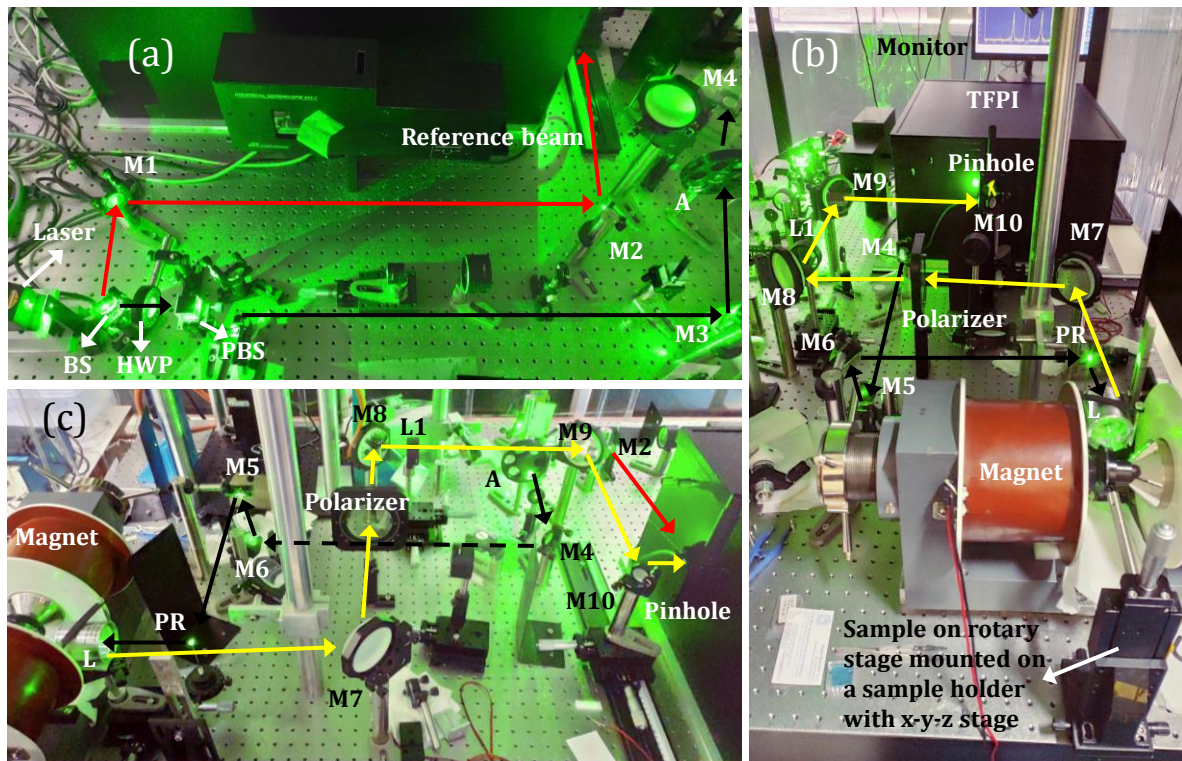 (a)
M4
Reference beam
M1
A
Laser
M2
M3
BS
HWP
PBS
(b)
Monitor
TFPI
Pinhole
M9
M10
L1
M4
M7
M8
Polarizer
M6
PR
M5
L
Magnet
Sample on rotary
stage mounted on
a sample holder
with x-y-z stage
(c)
M8
L1
M9
M2
M5
A
Polarizer
Magnet
M6
M4
M10
PR
Pinhole
L
M7